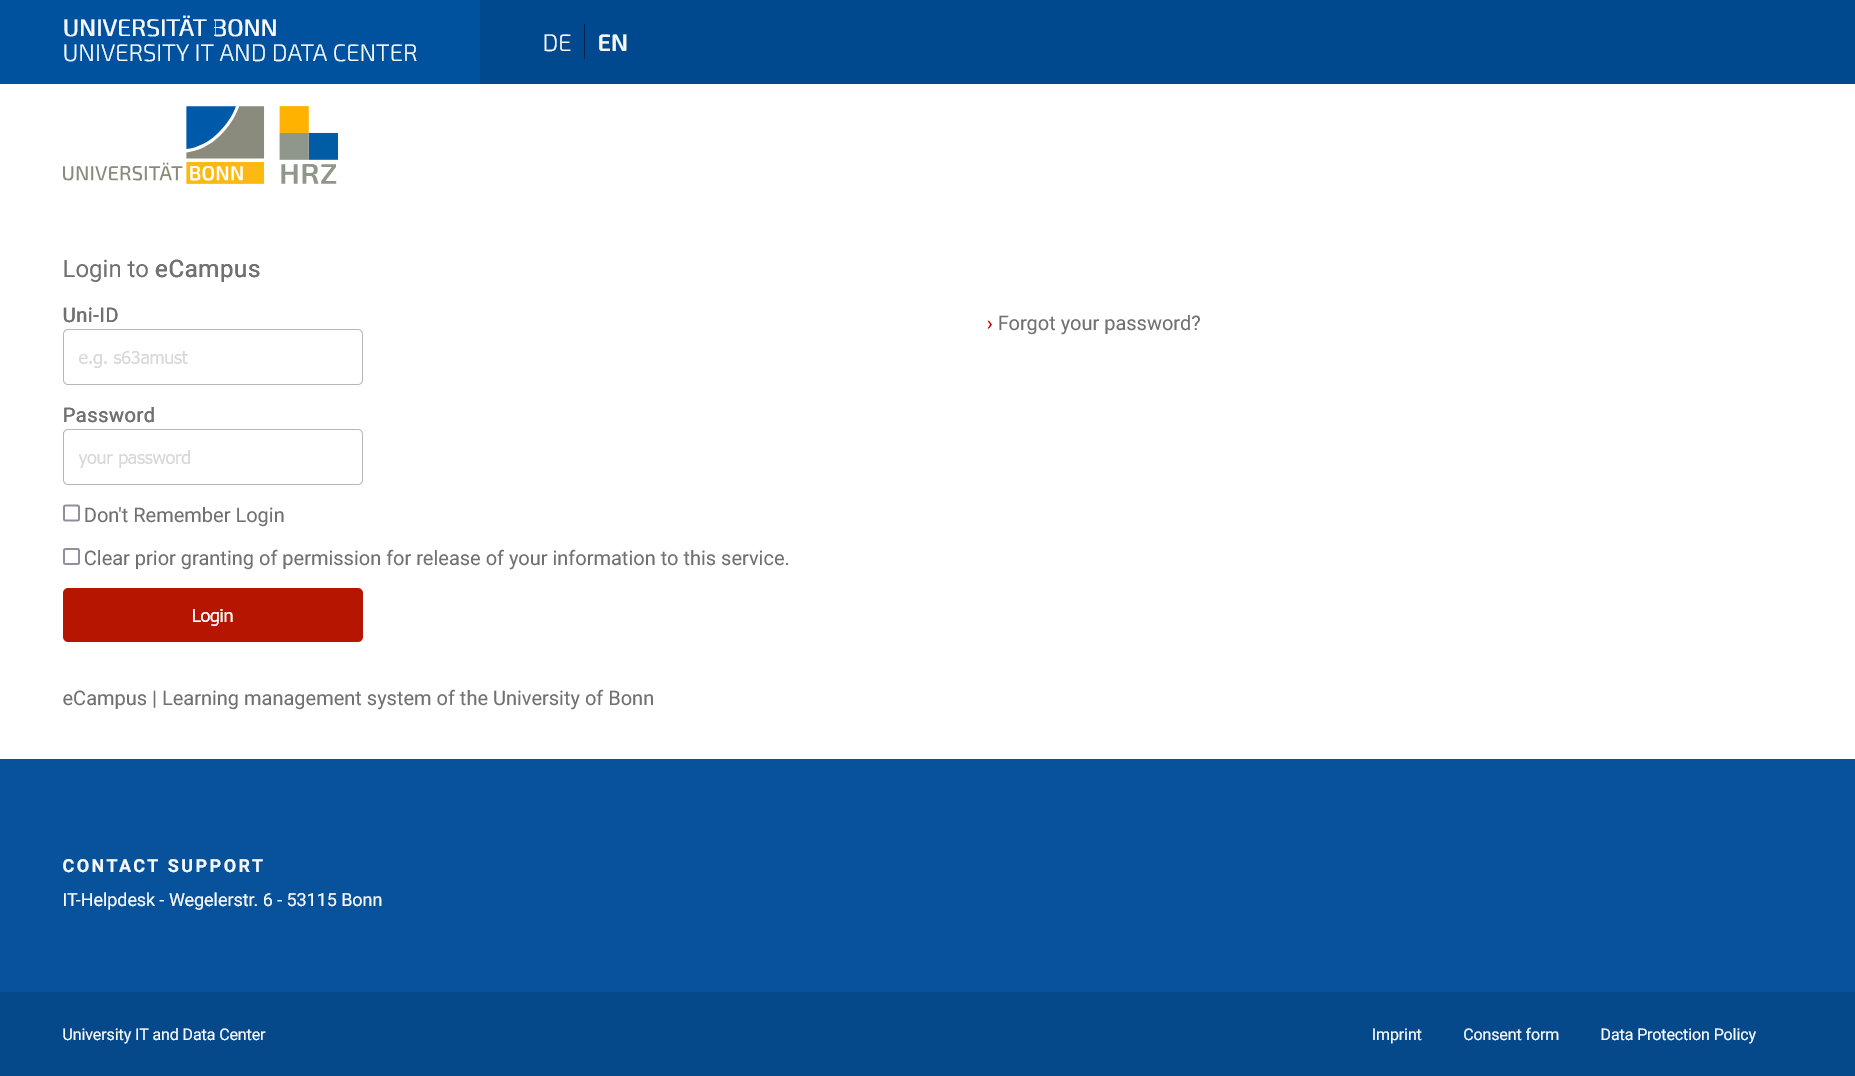 UNIVERSITÄT BONN
UNIVERSITY IT AND DATA CENTER
DE EN
UNIVERSITÄT BONN HRZ
Login to eCampus
Uni-ID
e.g. s63amust
Password
your password
Don't Remember Login
Clear prior granting of permission for release of your information to this service.
Login
› Forgot your password?
eCampus | Learning management system of the University of Bonn
CONTACT SUPPORT
IT-Helpdesk - Wegelerstr. 6 - 53115 Bonn
University IT and Data Center
Imprint Consent form Data Protection Policy